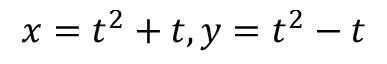 x = t² + t, y = t² − t